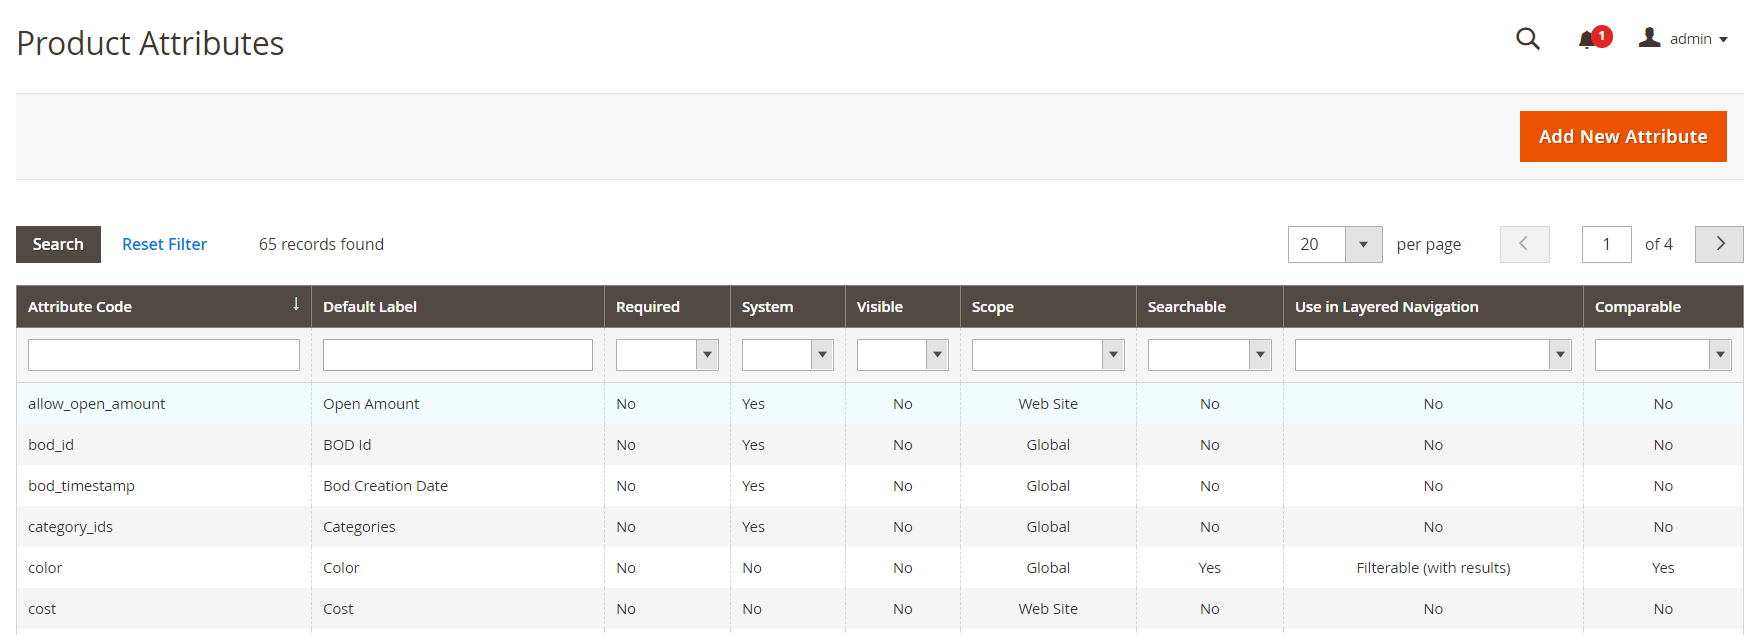 Product Attributes
1
admin
Add New Attribute
Search Reset Filter 65 records found 20 per page 1 of 4
Attribute Code Default Label Required System Visible Scope Searchable Use in Layered Navigation Comparable
allow_open_amount Open Amount No Yes No Web Site No No No
bod_id BOD Id No Yes No Global No No No
bod_timestamp Bod Creation Date No Yes No Global No No No
category_ids Categories No Yes No Global No No No
color Color No No No Global Yes Filterable (with results) Yes
cost Cost No No No Web Site No No No